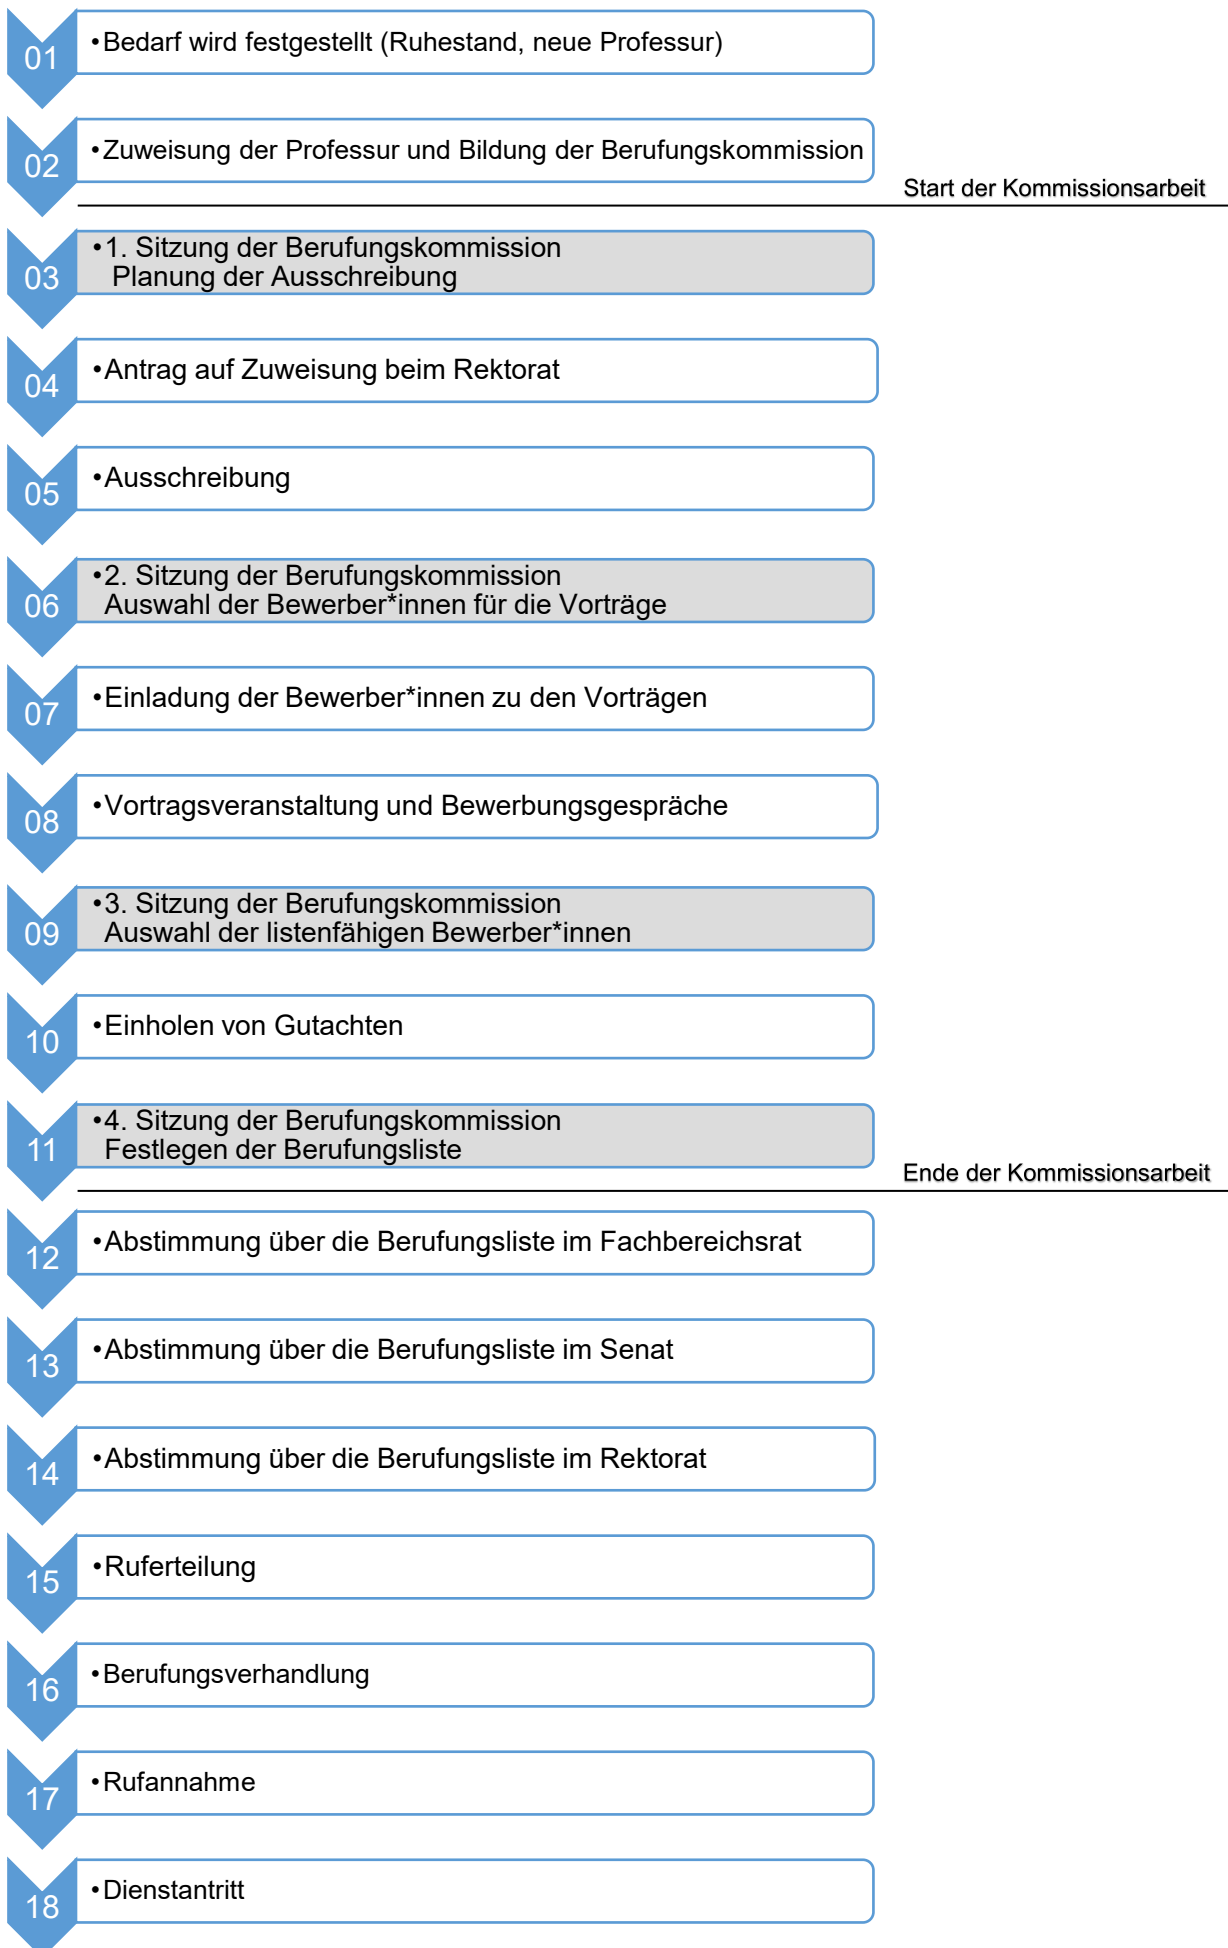 01
•Bedarf wird festgestellt (Ruhestand, neue Professur)
02
•Zuweisung der Professur und Bildung der Berufungskommission
Start der Kommissionsarbeit
03
•1. Sitzung der Berufungskommission
Planung der Ausschreibung
04
•Antrag auf Zuweisung beim Rektorat
05
•Ausschreibung
06
•2. Sitzung der Berufungskommission
Auswahl der Bewerber*innen für die Vorträge
07
•Einladung der Bewerber*innen zu den Vorträgen
08
•Vortragsveranstaltung und Bewerbungsgespräche
09
•3. Sitzung der Berufungskommission
Auswahl der listenfähigen Bewerber*innen
10
•Einholen von Gutachten
11
•4. Sitzung der Berufungskommission
Festlegen der Berufungsliste
Ende der Kommissionsarbeit
12
•Abstimmung über die Berufungsliste im Fachbereichsrat
13
•Abstimmung über die Berufungsliste im Senat
14
•Abstimmung über die Berufungsliste im Rektorat
15
•Ruferteilung
16
•Berufungsverhandlung
17
•Rufannahme
18
•Dienstantritt